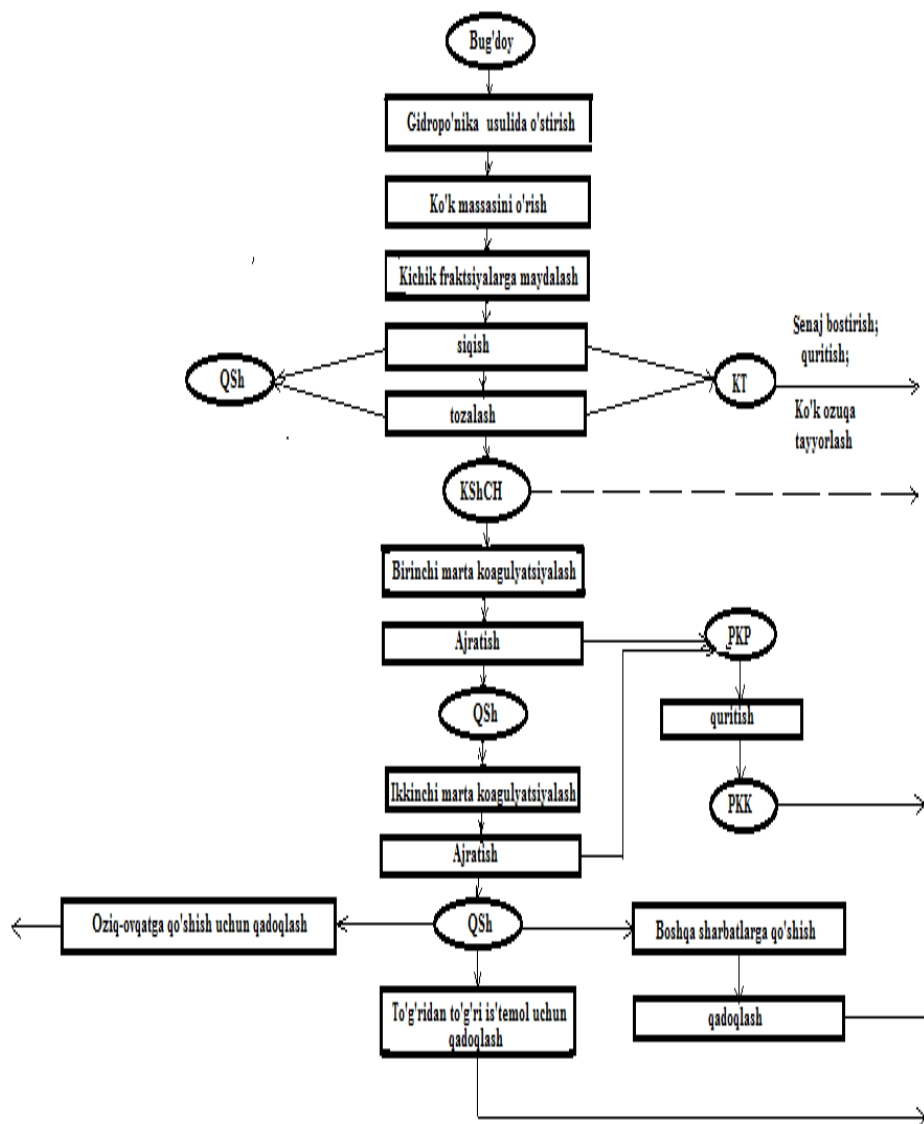 Bug'doy
Gidropo'nika usulida o'stirish
Ko'k massasini o'rish
Kichik fraktsiyalarga maydalash
siqish
QSh
KT
Senaj bostirish;
quritish;
Ko'k ozuqa
tayyorlash
tozalash
KShCH
Birinchi marta koagulyatsiyalash
Ajratish
PKP
QSh
quritish
Ikkinchi marta koagulyatsiyalash
PKK
Ajratish
Oziq-ovqatga qo'shish uchun qadoqlash
QSh
Boshqa sharbatlarga qo'shish
To'g'ridan to'g'ri is'temol uchun
qadoqlash
qadoqlash